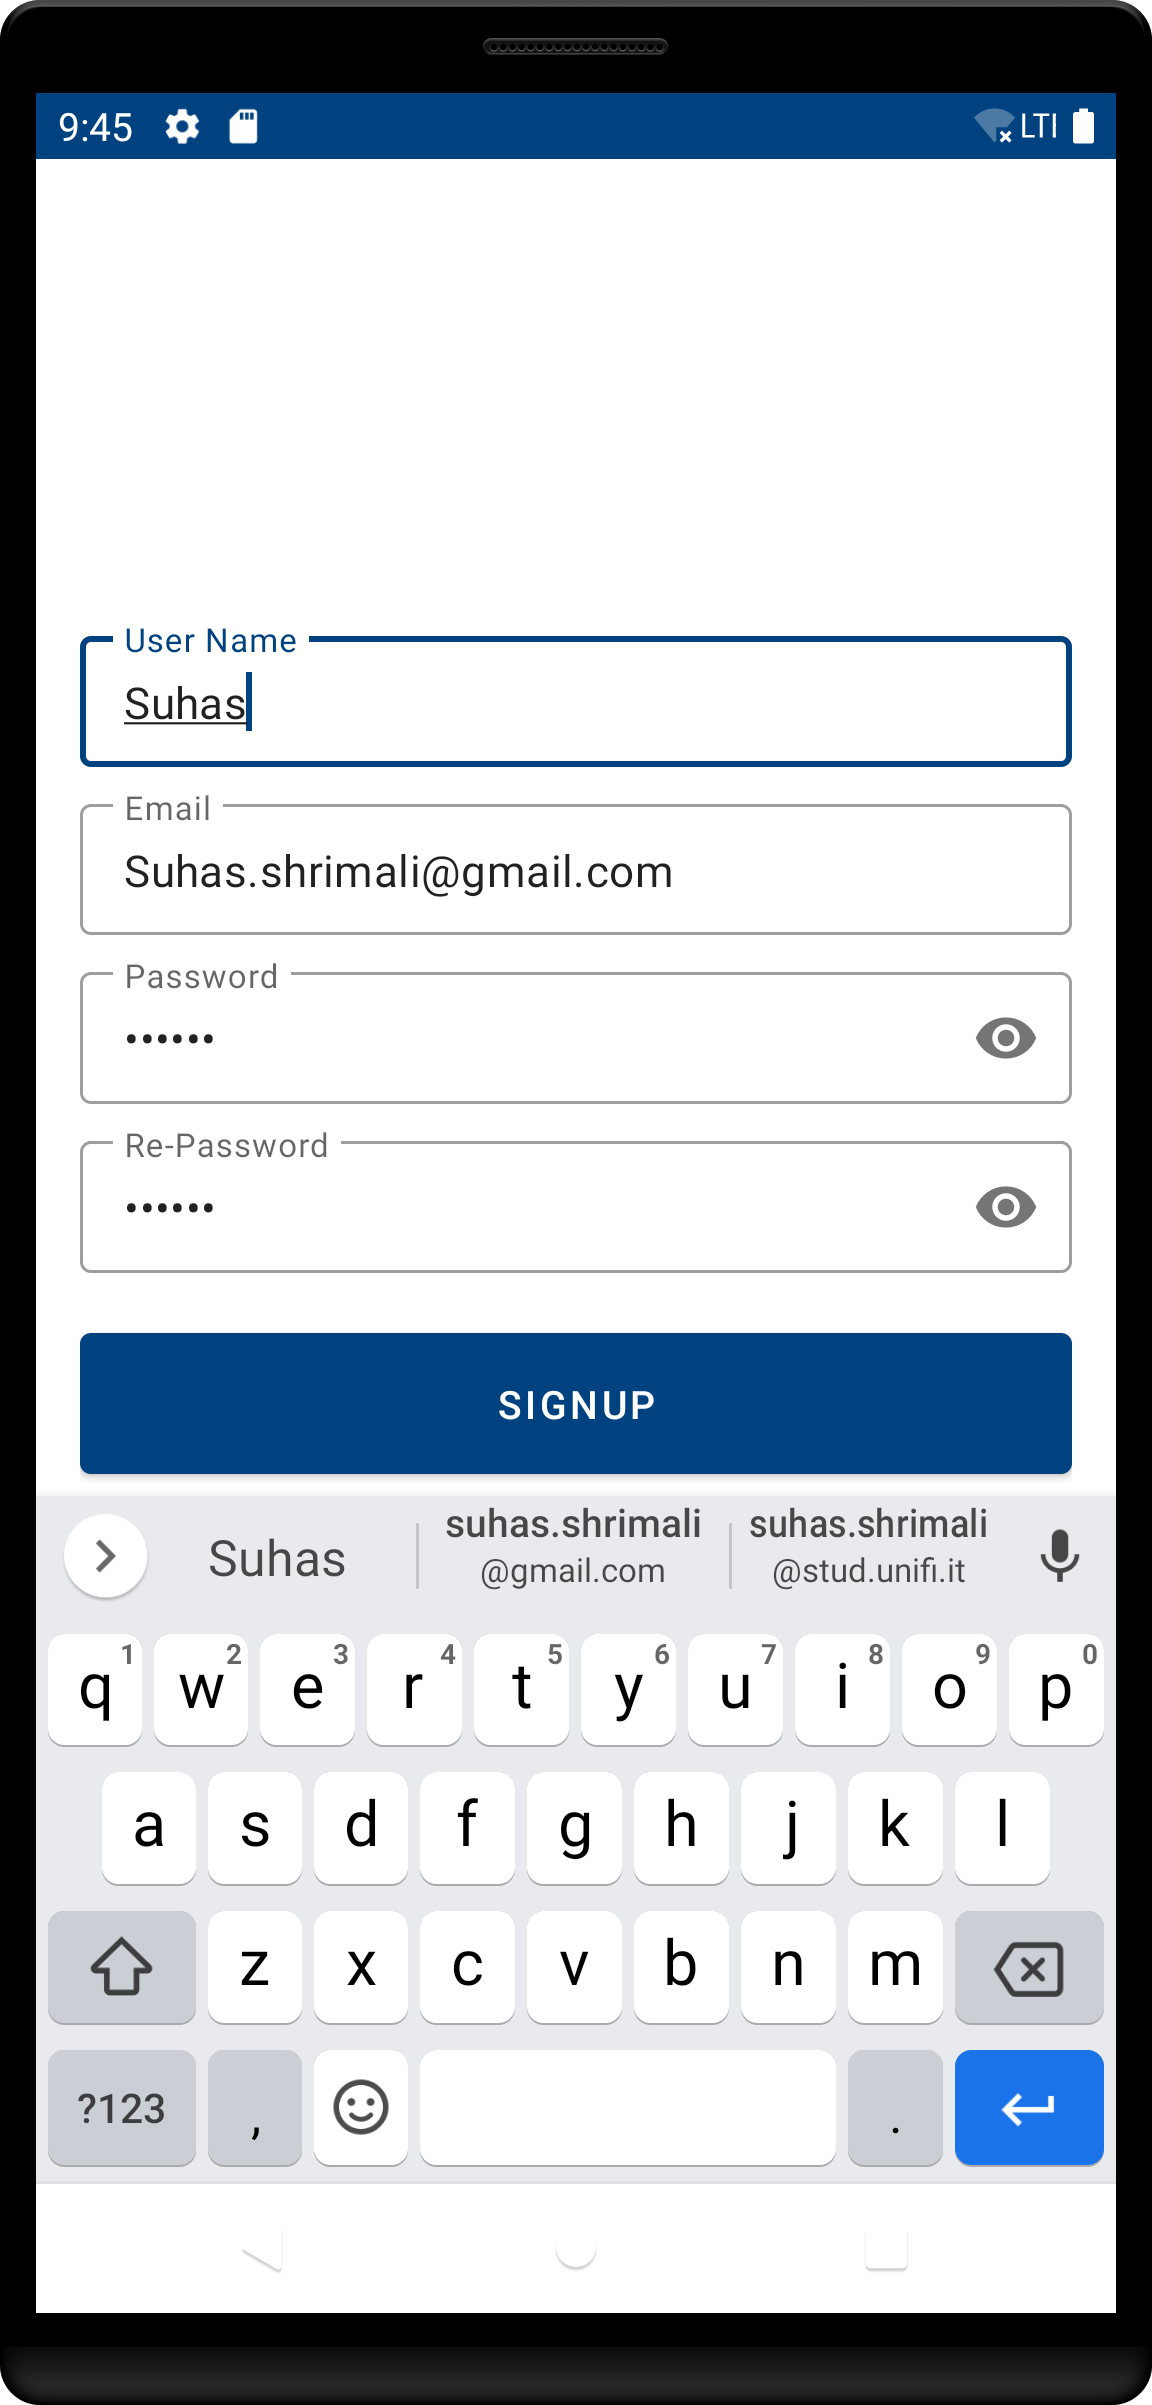 9:45 LTE
User Name
Suhas
Email
Suhas.shrimali@gmail.com
Password
••••••
Re-Password
••••••
SIGNUP
Suhas
suhas.shrimali
@gmail.com
suhas.shrimali
@stud.unifi.it
1 2 3 4 5 6 7 8 9 0
q w e r t y u i o p
a s d f g h j k l
z x c v b n m
?123 , .